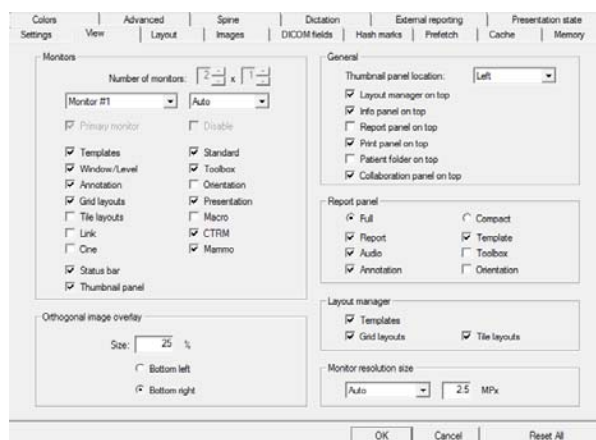 Colors Advanced Spine Dictation External reporting Presentation state
Settings View Layout Images DICOM fields Hash marks Prefetch Cache Memory
Monitors
Number of monitors: 2 x 1
Monitor #1 Auto
Primary monitor Disable
Templates Standard
Window/Level Toolbox
Annotation Orientation
Grid layouts Presentation
Tile layouts Macro
Link CTRM
Cine Mammo
Status bar
Thumbnail panel
Orthogonal image overlay
Size: 25 %
Bottom left
Bottom right
General
Thumbnail panel location: Left
Layout manager on top
Info panel on top
Report panel on top
Print panel on top
Patient folder on top
Collaboration panel on top
Report panel
Full Compact
Report Template
Audio Toolbox
Annotation Orientation
Layout manager
Templates
Grid layouts Tile layouts
Monitor resolution size
Auto 2.5 MPx
OK Cancel Reset All